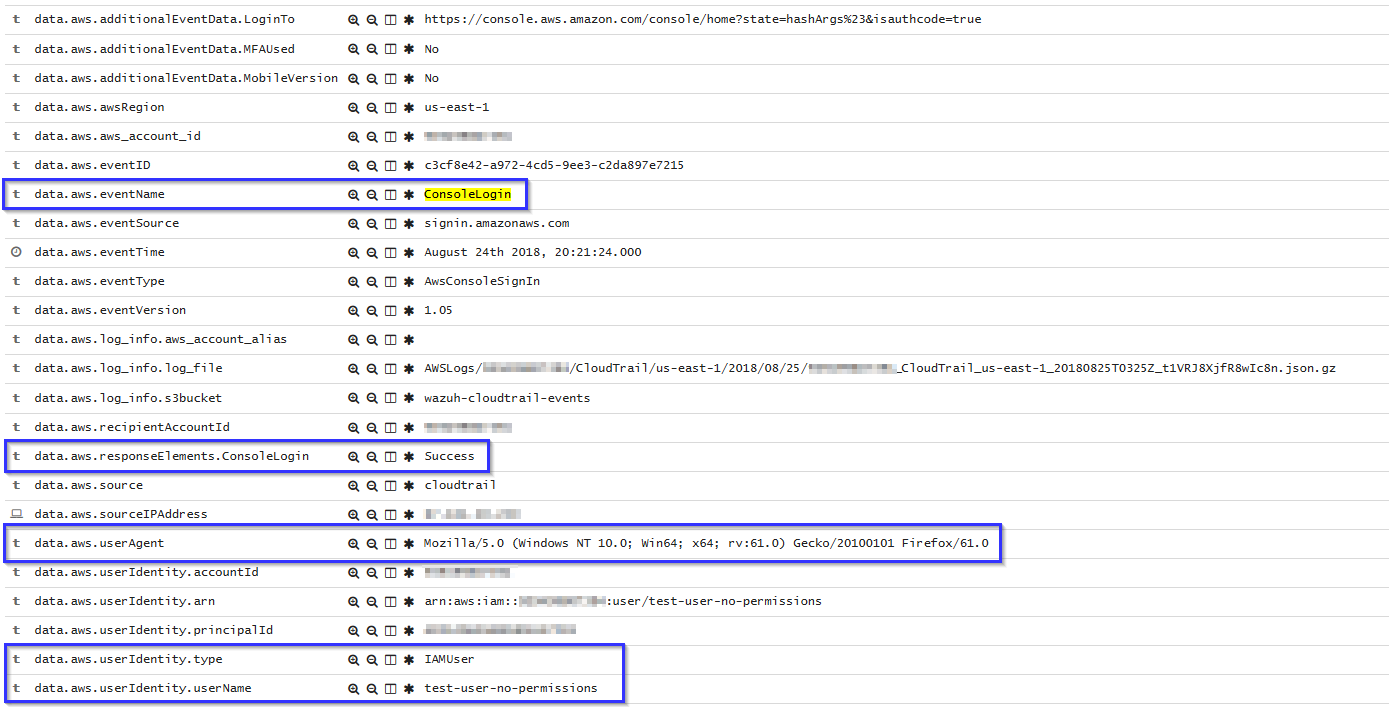 t data.aws.additionalEventData.LoginTo https://console.aws.amazon.com/console/home?state=hashArgs%23&isauthcode=true
t data.aws.additionalEventData.MFAUsed No
t data.aws.additionalEventData.MobileVersion No
t data.aws.awsRegion us-east-1
t data.aws.aws_account_id
t data.aws.eventID c3cf8e42-a972-4cd5-9ee3-c2da897e7215
t data.aws.eventName ConsoleLogin
t data.aws.eventSource signin.amazonaws.com
data.aws.eventTime August 24th 2018, 20:21:24.000
t data.aws.eventType AwsConsoleSignIn
t data.aws.eventVersion 1.05
t data.aws.log_info.aws_account_alias
t data.aws.log_info.log_file AWSLogs/ /CloudTrail/us-east-1/2018/08/25/ _CloudTrail_us-east-1_20180825T0325Z_t1VRJ8XjfR8wIc8n.json.gz
t data.aws.log_info.s3bucket wazuh-cloudtrail-events
t data.aws.recipientAccountId
t data.aws.responseElements.ConsoleLogin Success
t data.aws.source cloudtrail
data.aws.sourceIPAddress
t data.aws.userAgent Mozilla/5.0 (Windows NT 10.0; Win64; x64; rv:61.0) Gecko/20100101 Firefox/61.0
t data.aws.userIdentity.accountId
t data.aws.userIdentity.arn arn:aws:iam:: :user/test-user-no-permissions
t data.aws.userIdentity.principalId
t data.aws.userIdentity.type IAMUser
t data.aws.userIdentity.userName test-user-no-permissions